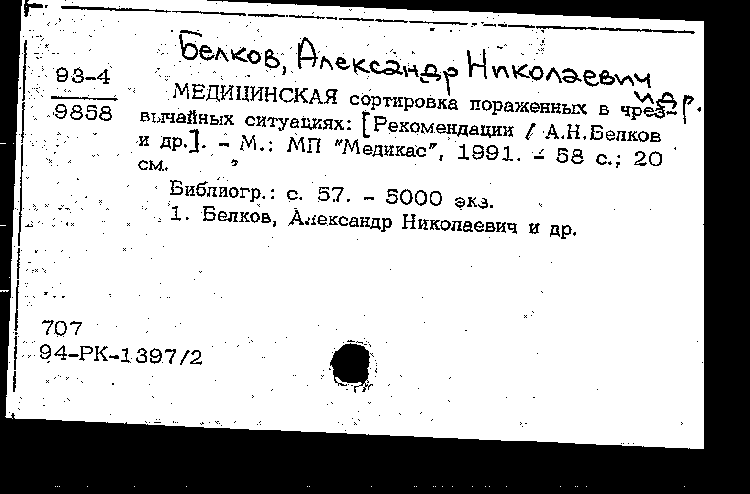 Белков, Александр Николаевич
и др.
93-4
9858
МЕДИЦИНСКАЯ сортировка пораженных в чрез-
вычайных ситуациях: [Рекомендации / А.Н.Белков
и др.]. - М.: МП "Медикас", 1991. - 58 с.; 20
см.
Библиогр.: с. 57. - 5000 экз.
1. Белков, Александр Николаевич и др.
707
94-РК-1397/2